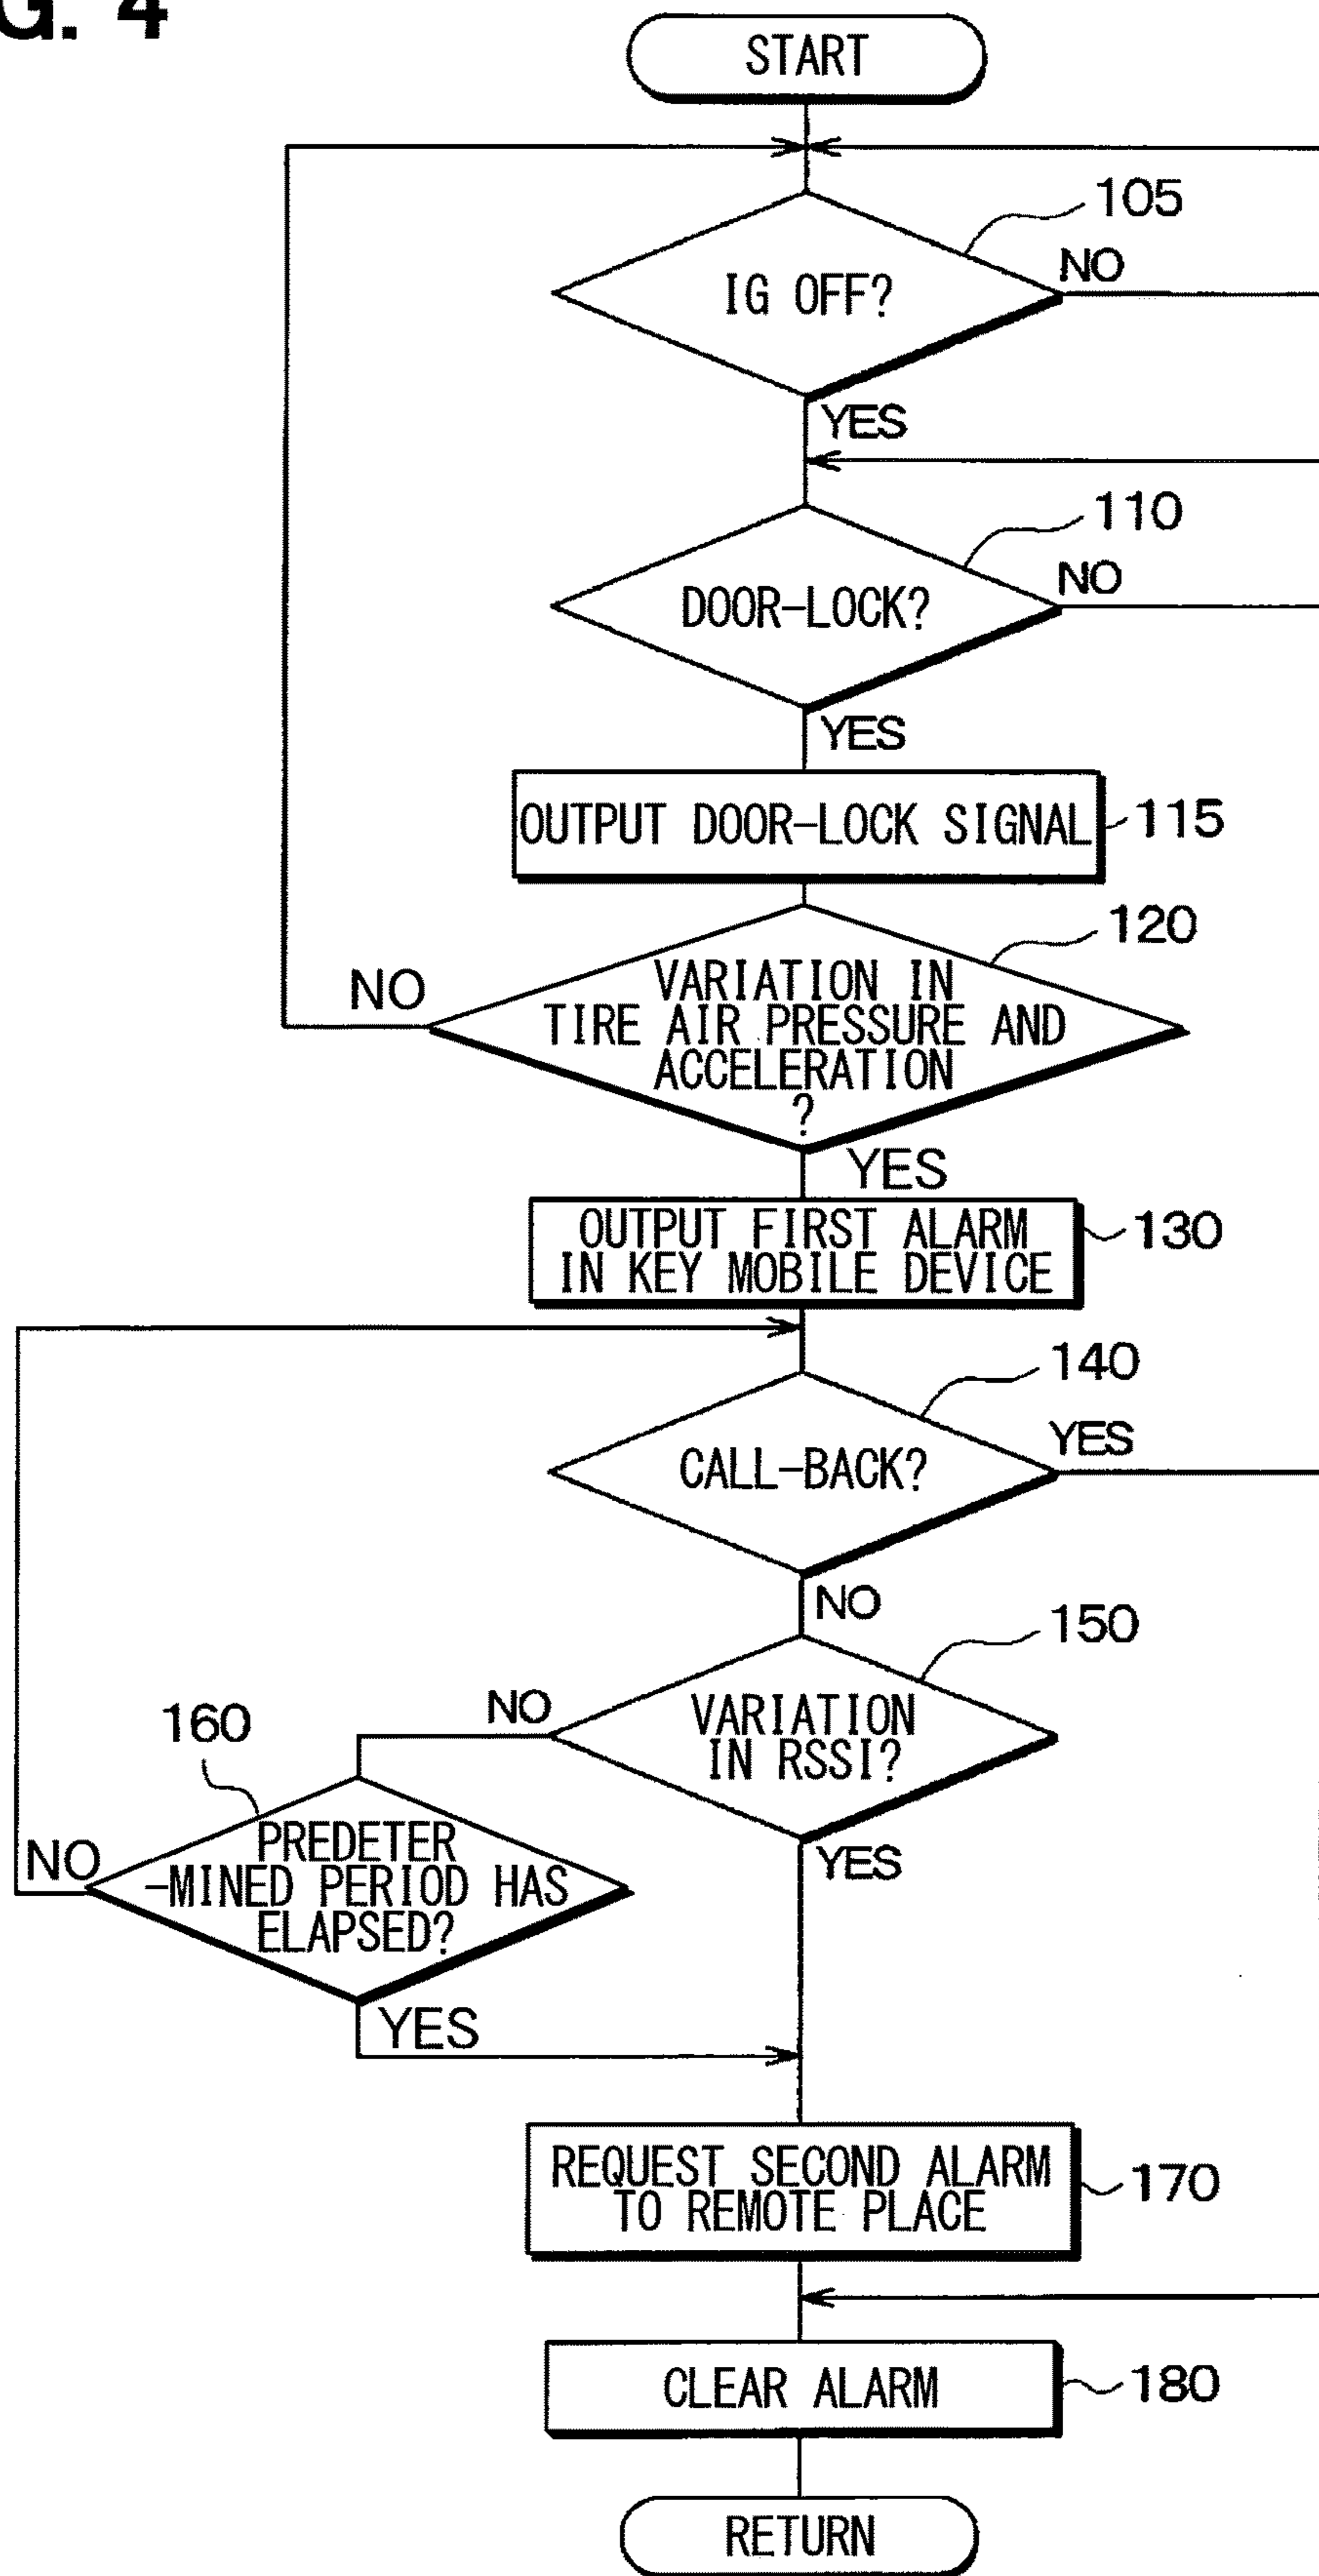 G. 4
START
105
IG OFF?
NO
YES
110
DOOR-LOCK?
NO
YES
OUTPUT DOOR-LOCK SIGNAL
115
120
NO
VARIATION IN
TIRE AIR PRESSURE AND
ACCELERATION
?
YES
OUTPUT FIRST ALARM
IN KEY MOBILE DEVICE
130
140
CALL-BACK?
YES
NO
150
NO
VARIATION
IN RSSI?
160
YES
NO
PREDETER
-MINED PERIOD HAS
ELAPSED?
YES
REQUEST SECOND ALARM
TO REMOTE PLACE
170
CLEAR ALARM
180
RETURN